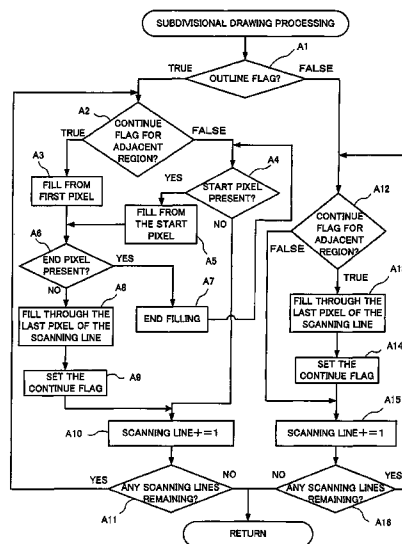 SUBDIVISIONAL DRAWING PROCESSING
A1
TRUE
OUTLINE FLAG?
FALSE
A2
CONTINUE
FLAG FOR
ADJACENT
REGION?
TRUE
FALSE
A3
FILL FROM
FIRST PIXEL
A4
YES
START PIXEL
PRESENT?
NO
FILL FROM
THE START
PIXEL
A5
A6
END PIXEL
PRESENT?
YES
NO
A7
END FILLING
A8
FILL THROUGH THE
LAST PIXEL OF THE
SCANNING LINE
SET THE
CONTINUE FLAG
A9
A10
SCANNING LINE+=1
YES
ANY SCANNING LINES
REMAINING?
NO
A11
A12
CONTINUE
FLAG FOR
ADJACENT
REGION?
FALSE
TRUE
FILL THROUGH THE
LAST PIXEL OF THE
SCANNING LINE
SET THE
CONTINUE FLAG
A14
A15
SCANNING LINE+=1
NO
ANY SCANNING LINES
REMAINING?
YES
A16
RETURN